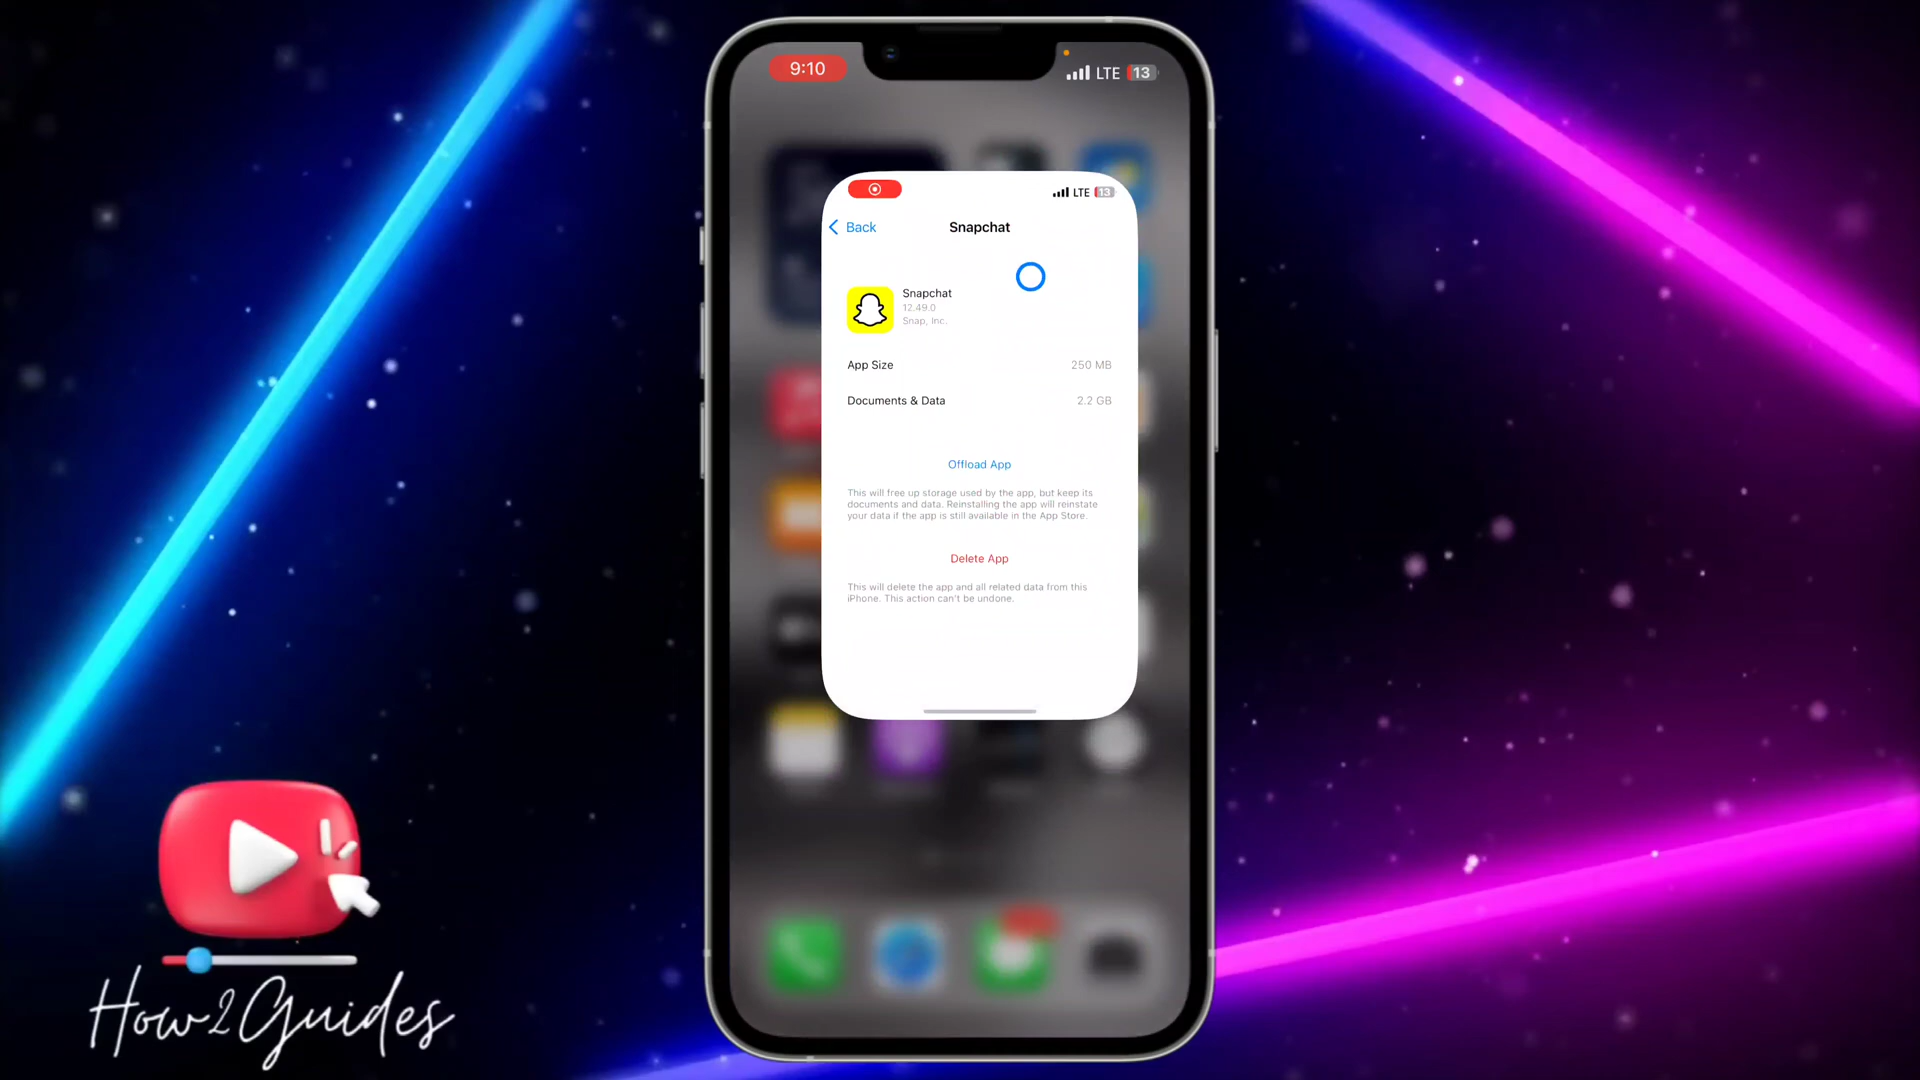 9:10
LTE 13
LTE 13
Back
Snapchat
Snapchat
12.49.0
Snap, Inc.
App Size
250 MB
Documents & Data
2.2 GB
Offload App
This will free up storage used by the app, but keep its
documents and data. Reinstalling the app will reinstate
your data if the app is still available in the App Store.
Delete App
This will delete the app and all related data from this
iPhone. This action can't be undone.
How2Guides